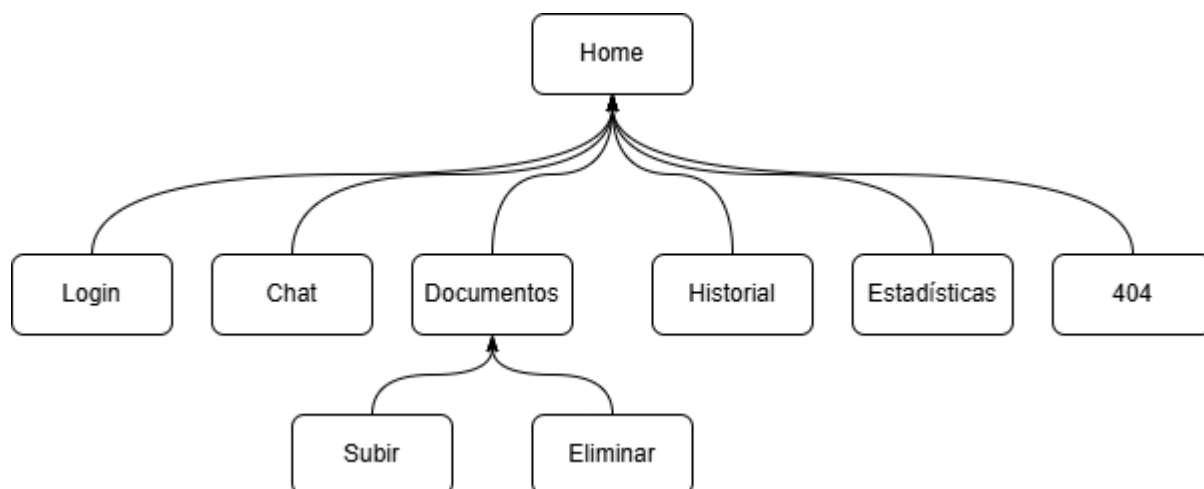 Home
Login
Chat
Documentos
Historial
Estadísticas
404
Subir
Eliminar